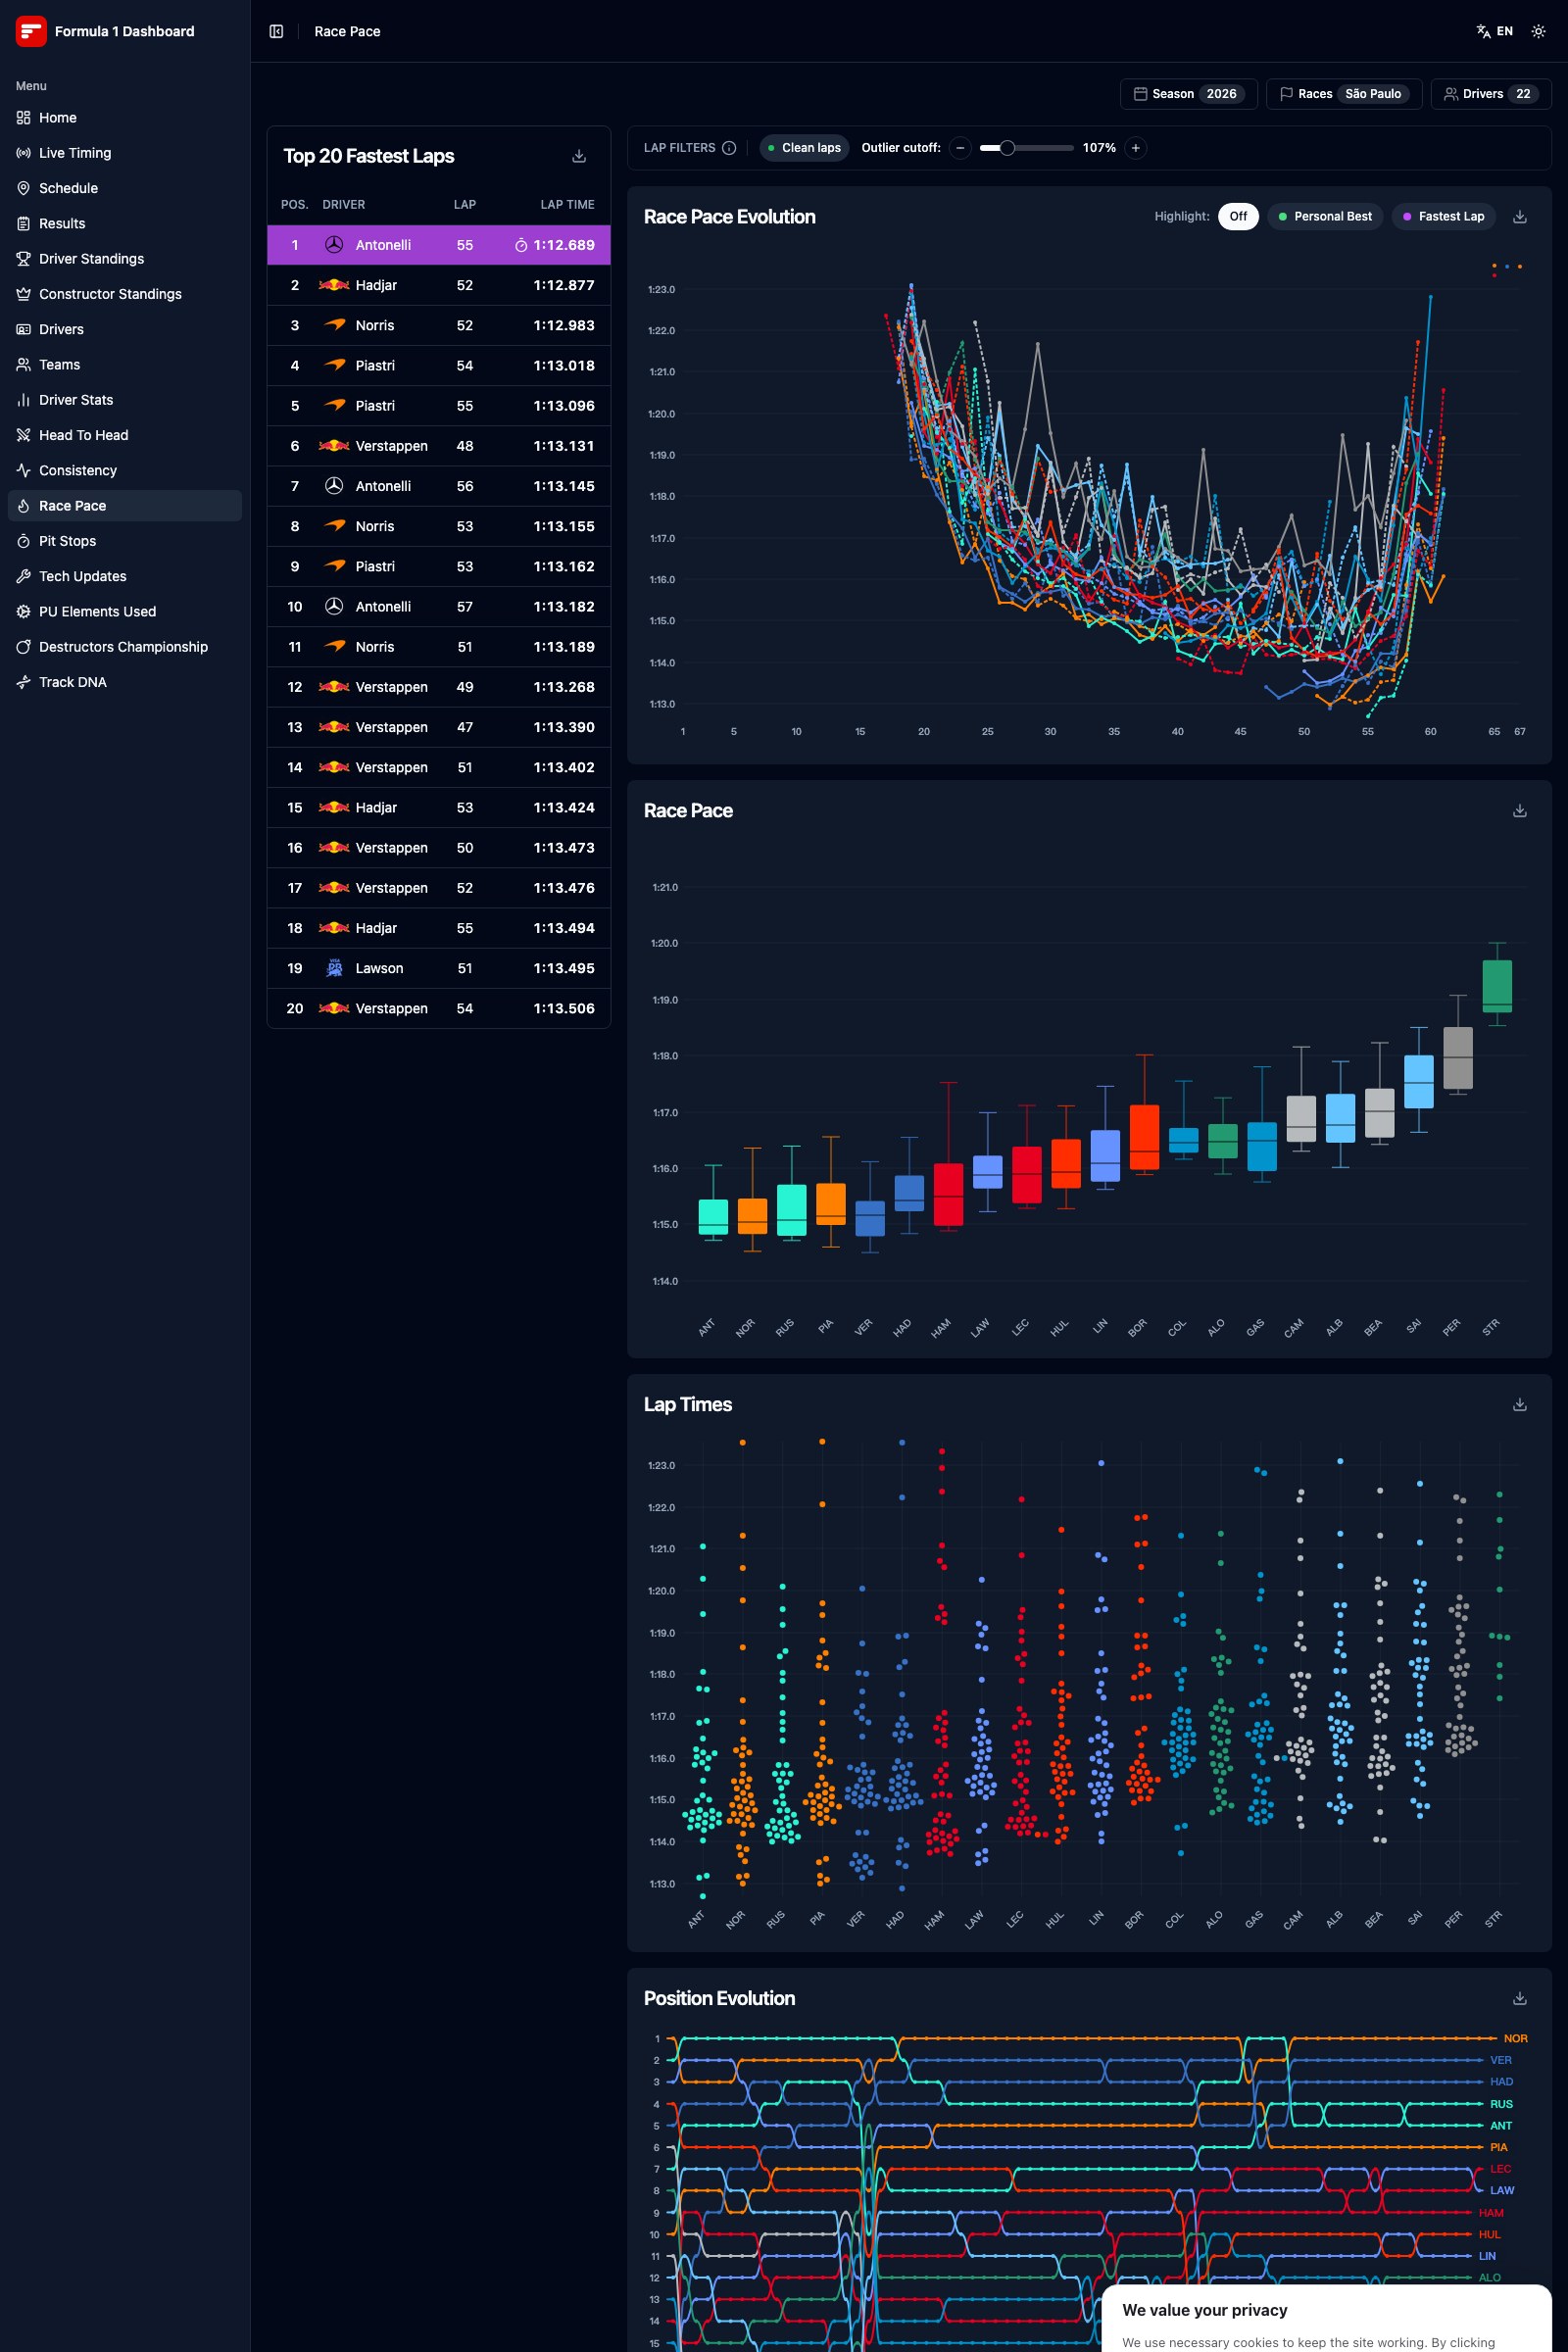 Formula 1 Dashboard
Race Pace
EN
Menu
Home
Live Timing
Schedule
Results
Driver Standings
Constructor Standings
Drivers
Teams
Driver Stats
Head To Head
Consistency
Race Pace
Pit Stops
Tech Updates
PU Elements Used
Destructors Championship
Track DNA
Season 2026
Races São Paulo
Drivers 22
Top 20 Fastest Laps
POS. DRIVER LAP LAP TIME
1 Antonelli 55 1:12.689
2 Hadjar 52 1:12.877
3 Norris 52 1:12.983
4 Piastri 54 1:13.018
5 Piastri 55 1:13.096
6 Verstappen 48 1:13.131
7 Antonelli 56 1:13.145
8 Norris 53 1:13.155
9 Piastri 53 1:13.162
10 Antonelli 57 1:13.182
11 Norris 51 1:13.189
12 Verstappen 49 1:13.268
13 Verstappen 47 1:13.390
14 Verstappen 51 1:13.402
15 Hadjar 53 1:13.424
16 Verstappen 50 1:13.473
17 Verstappen 52 1:13.476
18 Hadjar 55 1:13.494
19 Lawson 51 1:13.495
20 Verstappen 54 1:13.506
LAP FILTERS Clean laps Outlier cutoff: 107%
Race Pace Evolution
Highlight: Off Personal Best Fastest Lap
1:23.0
1:22.0
1:21.0
1:20.0
1:19.0
1:18.0
1:17.0
1:16.0
1:15.0
1:14.0
1:13.0
1 5 10 15 20 25 30 35 40 45 50 55 60 65 67
Race Pace
1:21.0
1:20.0
1:19.0
1:18.0
1:17.0
1:16.0
1:15.0
1:14.0
ANT NOR RUS PIA VER HAD HAM LAW LEC HUL LIN BOR COL ALO GAS CAM ALB BEA SAI PER STR
Lap Times
1:23.0
1:22.0
1:21.0
1:20.0
1:19.0
1:18.0
1:17.0
1:16.0
1:15.0
1:14.0
1:13.0
ANT NOR RUS PIA VER HAD HAM LAW LEC HUL LIN BOR COL ALO GAS CAM ALB BEA SAI PER STR
Position Evolution
1 NOR
2 VER
3 HAD
4 RUS
5 ANT
6 PIA
7 LEC
8 LAW
9 HAM
10 HUL
11 LIN
12 ALO
13
14
15
We value your privacy
We use necessary cookies to keep the site working. By clicking